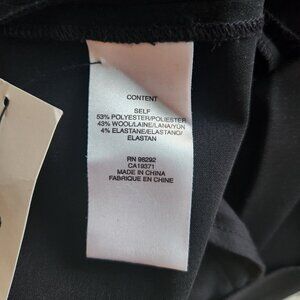 CONTENT
SELF
53% POLYESTER/POLIESTER
43% WOOL/LAINE/LANA/YÜN
4% ELASTANE/ELASTANO/
ELASTAN
RN 98292
CA19371
MADE IN CHINA
FABRIQUE EN CHINE